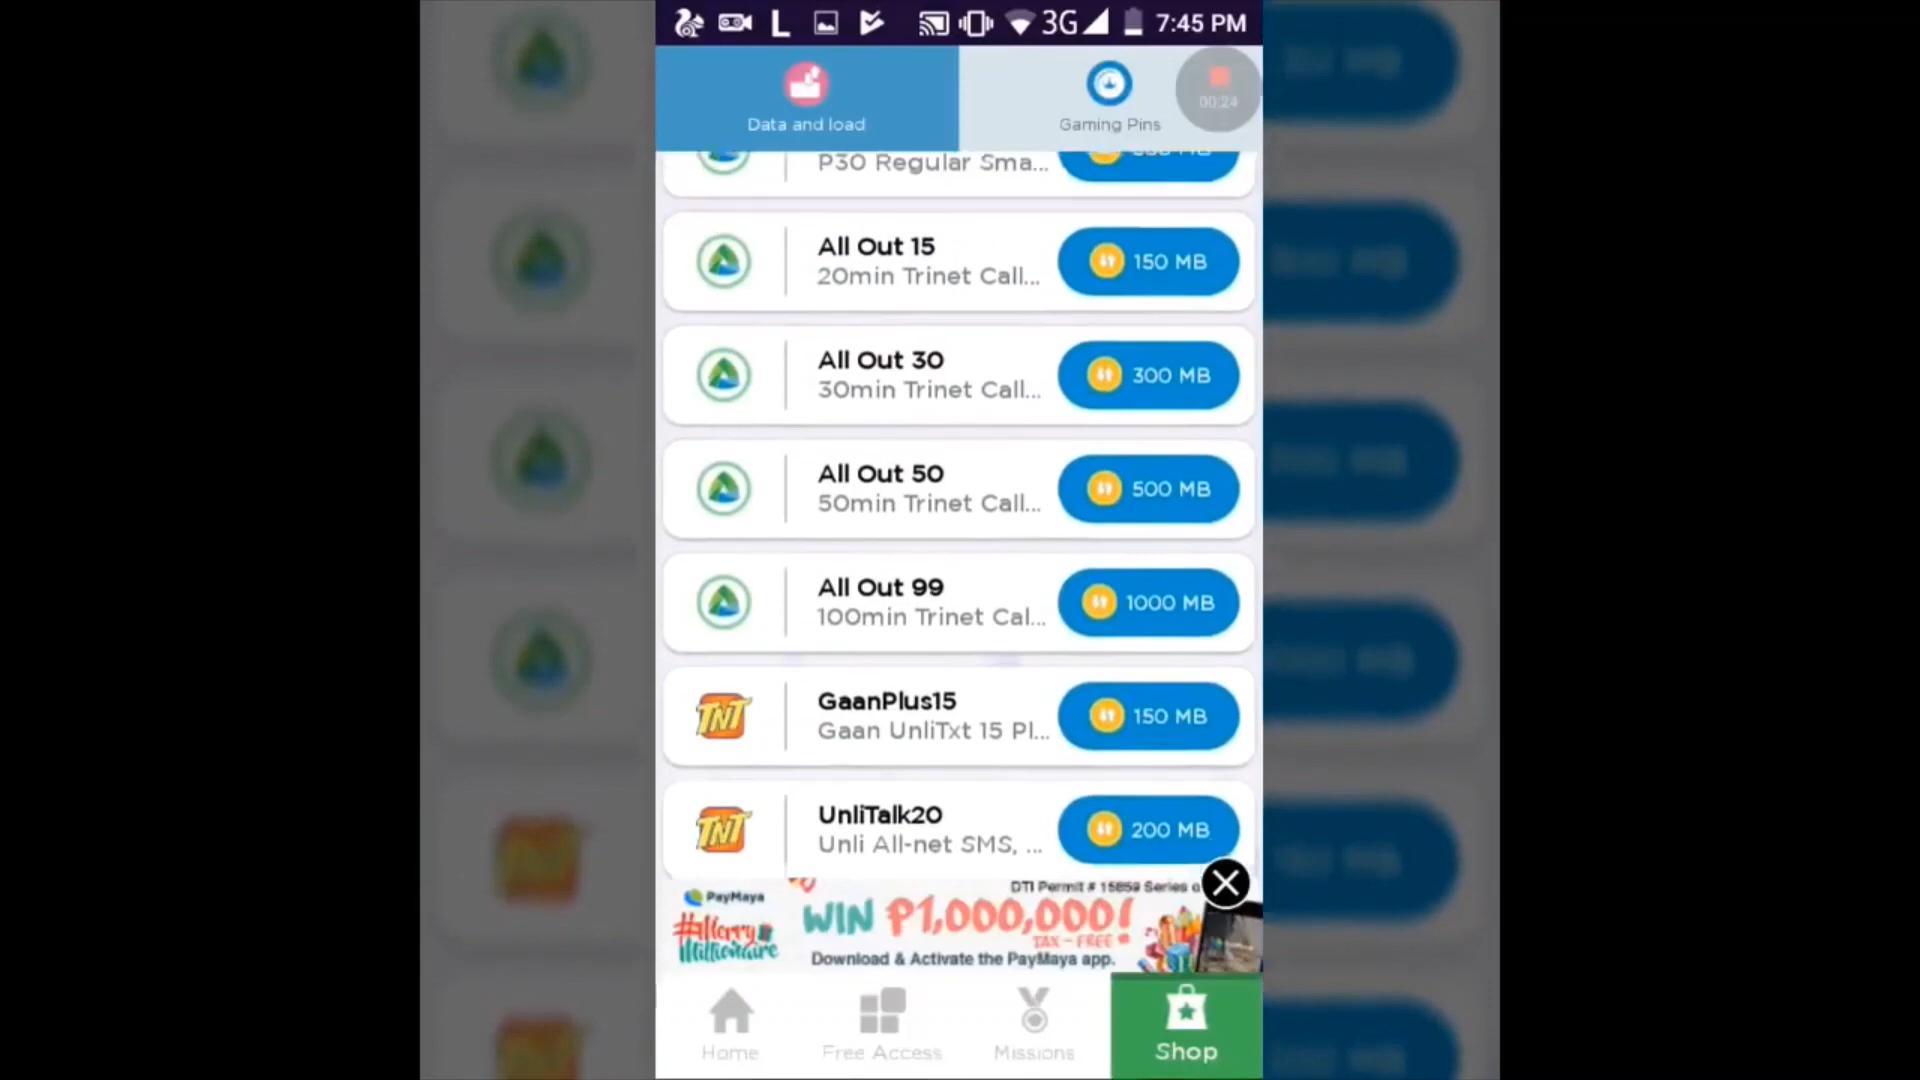 L 3G 7:45 PM
Data and load
Gaming Pins
00:24
P30 Regular Sma...
All Out 15
20min Trinet Call...
150 MB
All Out 30
30min Trinet Call...
300 MB
All Out 50
50min Trinet Call...
500 MB
All Out 99
100min Trinet Cal...
1000 MB
TNT
GaanPlus15
Gaan UnliTxt 15 Pl...
150 MB
TNT
UnliTalk20
Unli All-net SMS, ...
200 MB
PayMaya
#Merry
Millionaire
DTI Permit # 15859 Series o
WIN ₱1,000,000!
TAX-FREE
Download & Activate the PayMaya app.
Home
Free Access
Missions
Shop